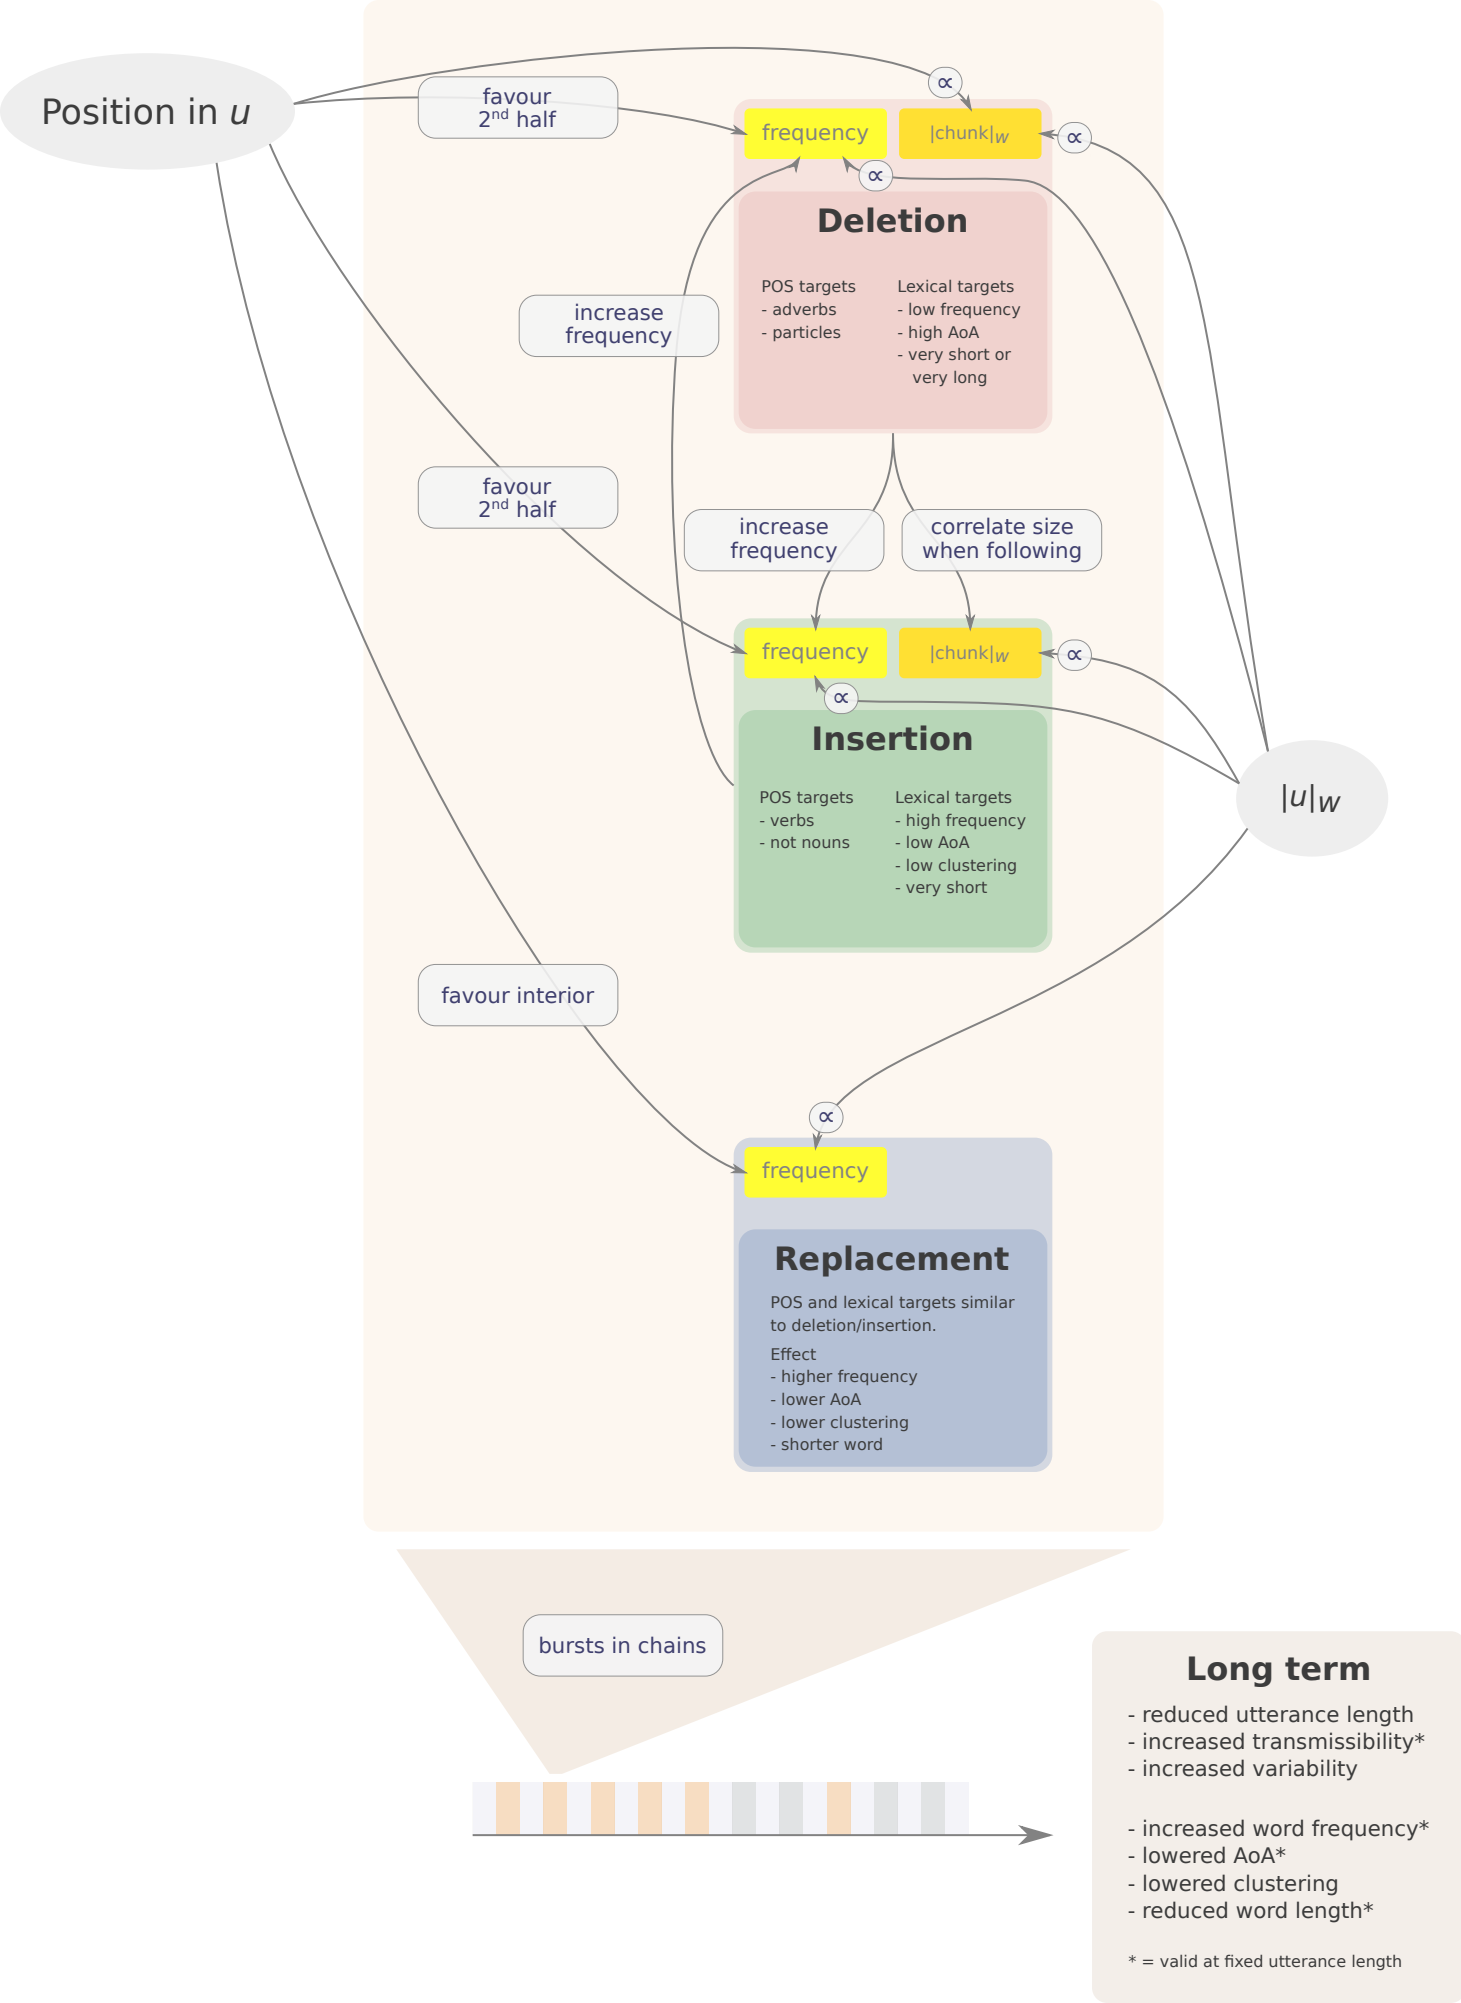 Position in u
favour
2nd half
∝
frequency
|chunk|W
∝
∝
Deletion
POS targets
- adverbs
- particles
Lexical targets
- low frequency
- high AoA
- very short or
very long
increase
frequency
favour
2nd half
increase
frequency
correlate size
when following
frequency
|chunk|W
∝
∝
Insertion
POS targets
- verbs
- not nouns
Lexical targets
- high frequency
- low AoA
- low clustering
- very short
|u|W
favour interior
∝
frequency
Replacement
POS and lexical targets similar
to deletion/insertion.
Effect
- higher frequency
- lower AoA
- lower clustering
- shorter word
bursts in chains
Long term
- reduced utterance length
- increased transmissibility*
- increased variability
- increased word frequency*
- lowered AoA*
- lowered clustering
- reduced word length*
* = valid at fixed utterance length